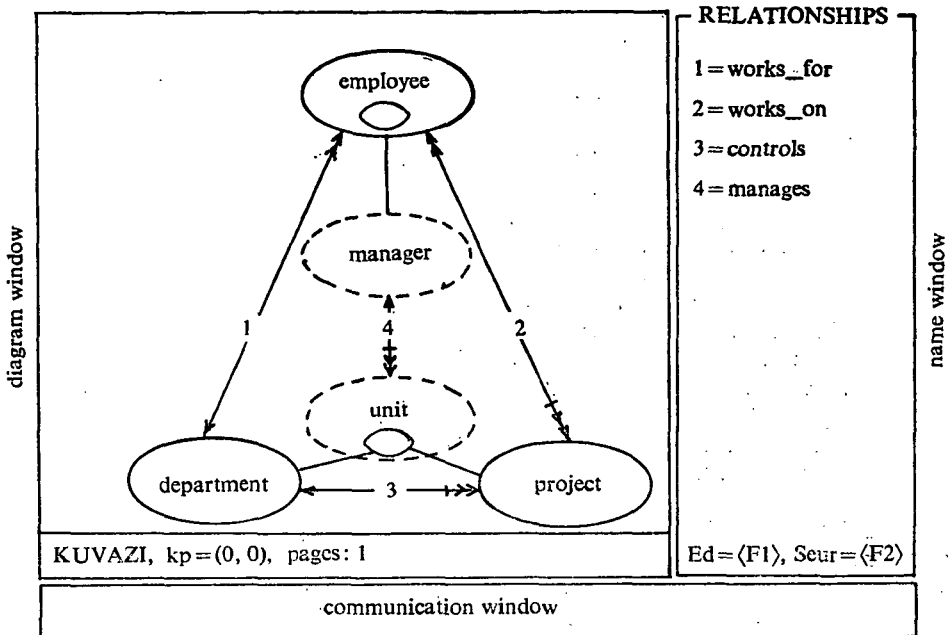 RELATIONSHIPS
employee
1=works_for
2=works_on
3=controls
4=manages
manager
diagram window
name window
1
4
2
unit
department
3
project
KUVAZI, kp=(0, 0), pages: 1
Ed=⟨F1⟩, Seur=⟨F2⟩
communication window